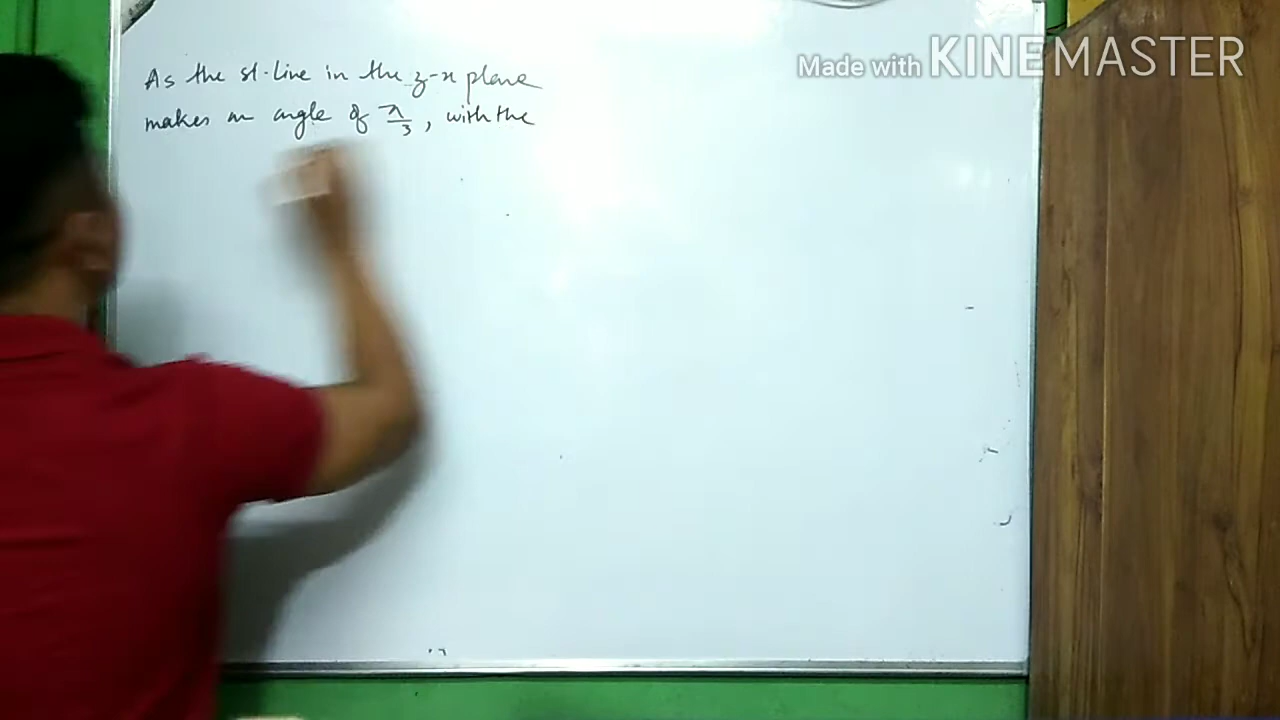 As the st. line in the z-x plane
makes an angle of π/3, with the
Made with KINEMASTER